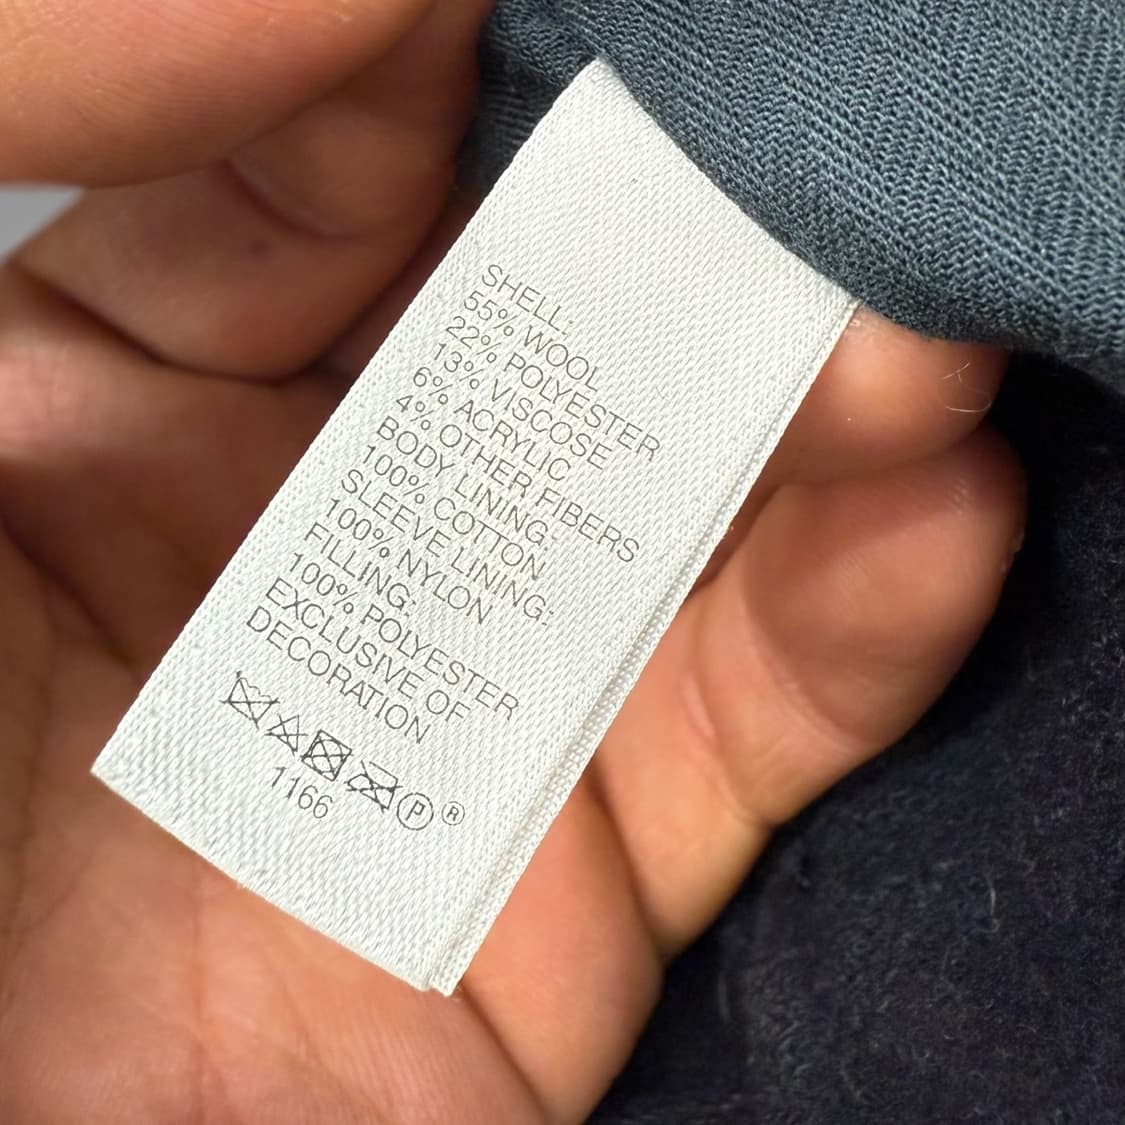 SHELL:
55% WOOL
22% POLYESTER
13% VISCOSE
6% ACRYLIC
4% OTHER FIBERS
BODY LINING:
100% COTTON
SLEEVE LINING:
100% NYLON
FILLING:
100% POLYESTER
EXCLUSIVE OF
DECORATION
P ®
1166